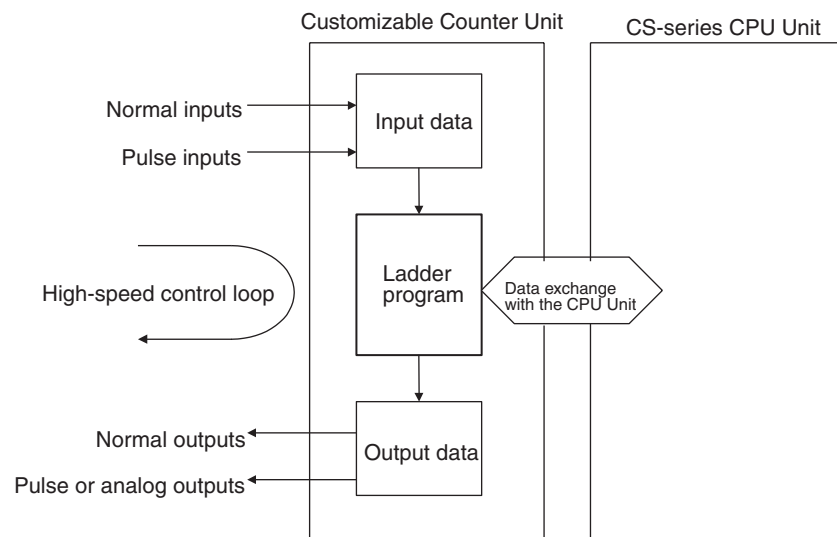 Customizable Counter Unit
CS-series CPU Unit
Normal inputs
Input data
Pulse inputs
Ladder
program
High-speed control loop
Data exchange
with the CPU Unit
Normal outputs
Output data
Pulse or analog outputs